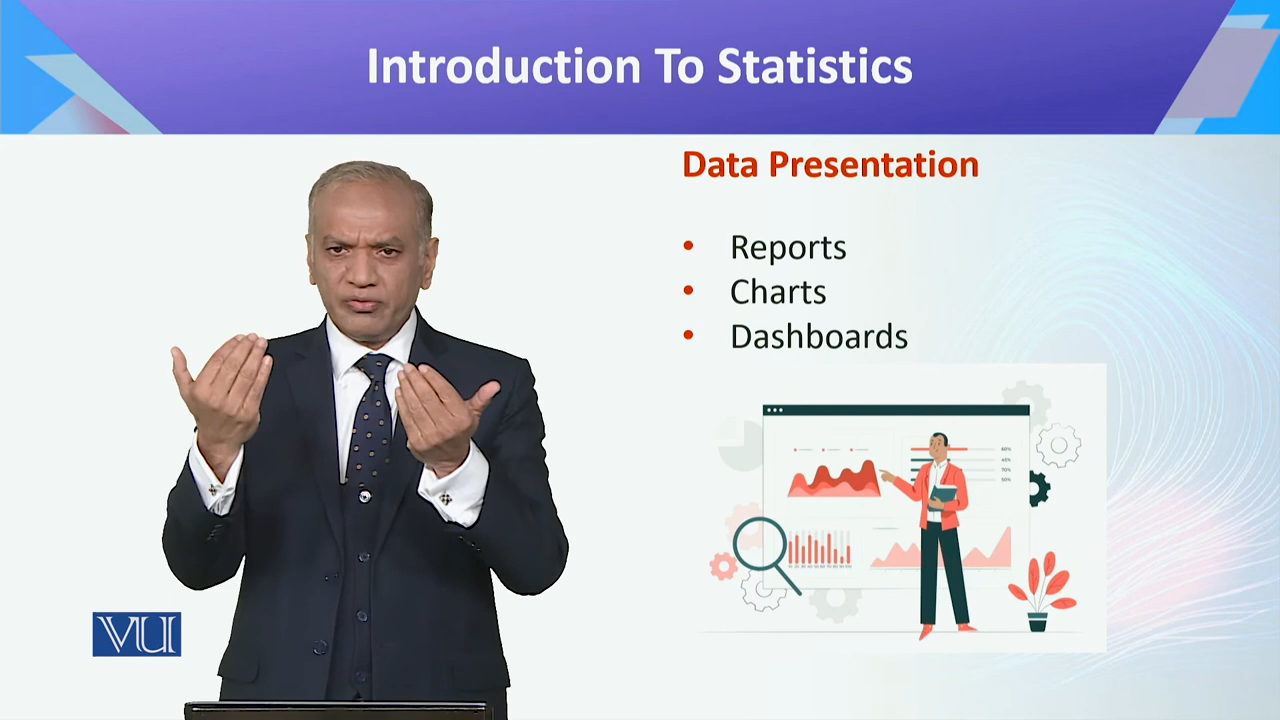 Introduction To Statistics
Data Presentation
• Reports
• Charts
• Dashboards
VU